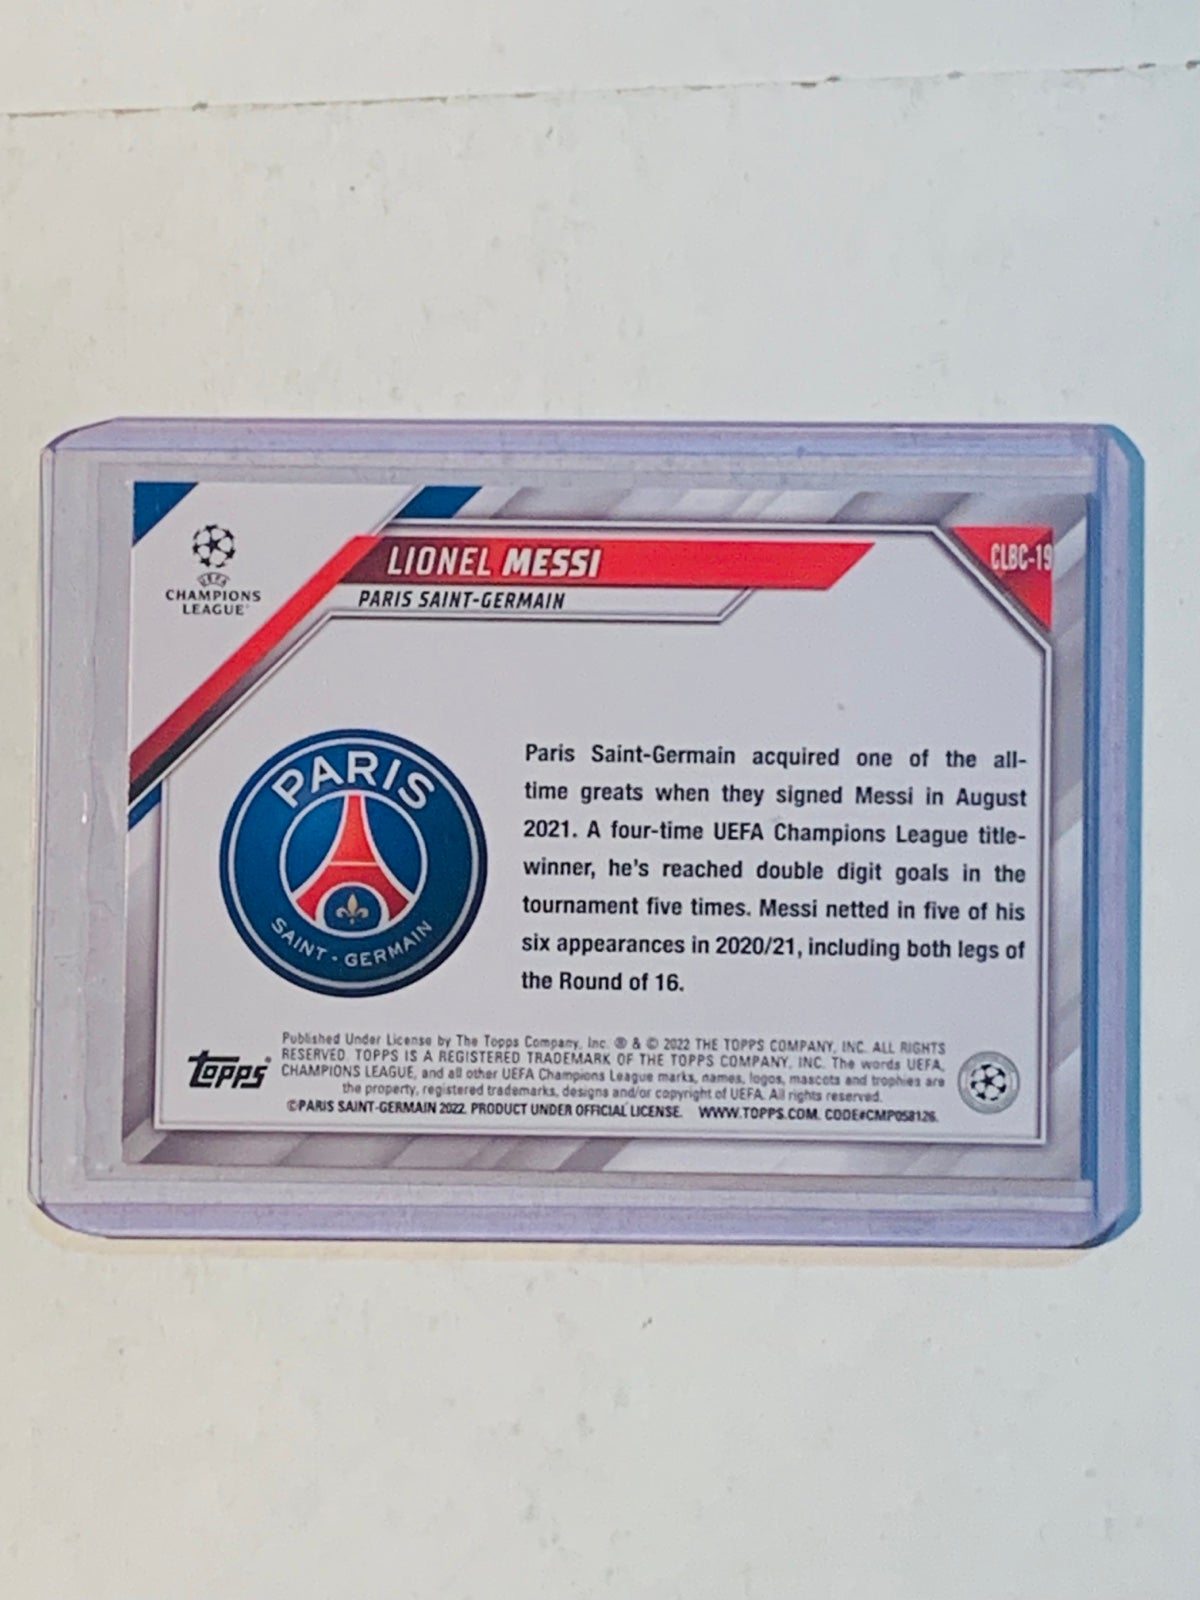 LIONEL MESSI
CLBC-19
PARIS SAINT-GERMAIN
UEFA
CHAMPIONS
LEAGUE
PARIS
SAINT-GERMAIN
Paris Saint-Germain acquired one of the all-
time greats when they signed Messi in August
2021. A four-time UEFA Champions League title-
winner, he's reached double digit goals in the
tournament five times. Messi netted in five of his
six appearances in 2020/21, including both legs of
the Round of 16.
topps
Published Under License by The Topps Company, Inc. ® & © 2022 THE TOPPS COMPANY, INC. ALL RIGHTS
RESERVED. TOPPS IS A REGISTERED TRADEMARK OF THE TOPPS COMPANY, INC. The words UEFA,
CHAMPIONS LEAGUE, and all other UEFA Champions League marks, names, logos, mascots and trophies are
the property, registered trademarks, designs and/or copyright of UEFA. All rights reserved.
©PARIS SAINT-GERMAIN 2022. PRODUCT UNDER OFFICIAL LICENSE. WWW.TOPPS.COM. CODE#CMP058126.